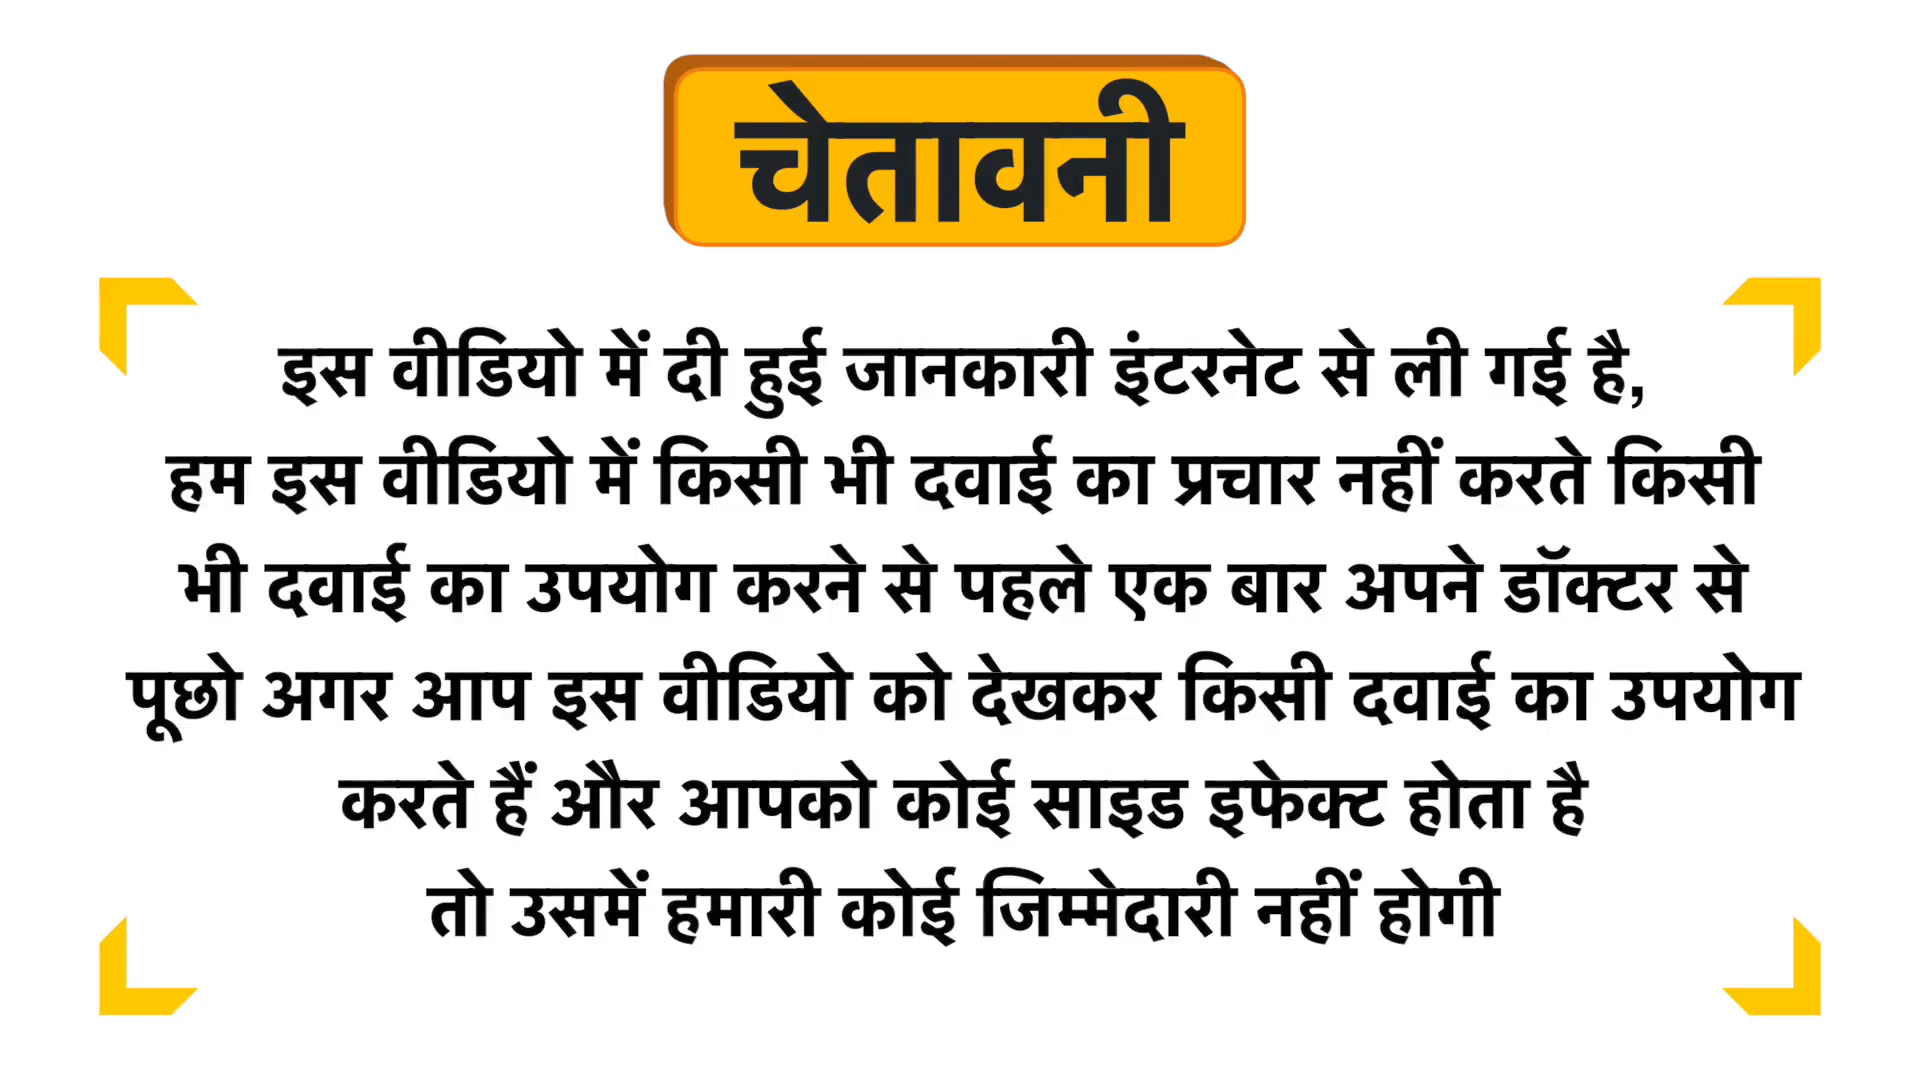 चेतावनी
इस वीडियो में दी हुई जानकारी इंटरनेट से ली गई है,
हम इस वीडियो में किसी भी दवाई का प्रचार नहीं करते किसी
भी दवाई का उपयोग करने से पहले एक बार अपने डॉक्टर से
पूछो अगर आप इस वीडियो को देखकर किसी दवाई का उपयोग
करते हैं और आपको कोई साइड इफेक्ट होता है
तो उसमें हमारी कोई जिम्मेदारी नहीं होगी